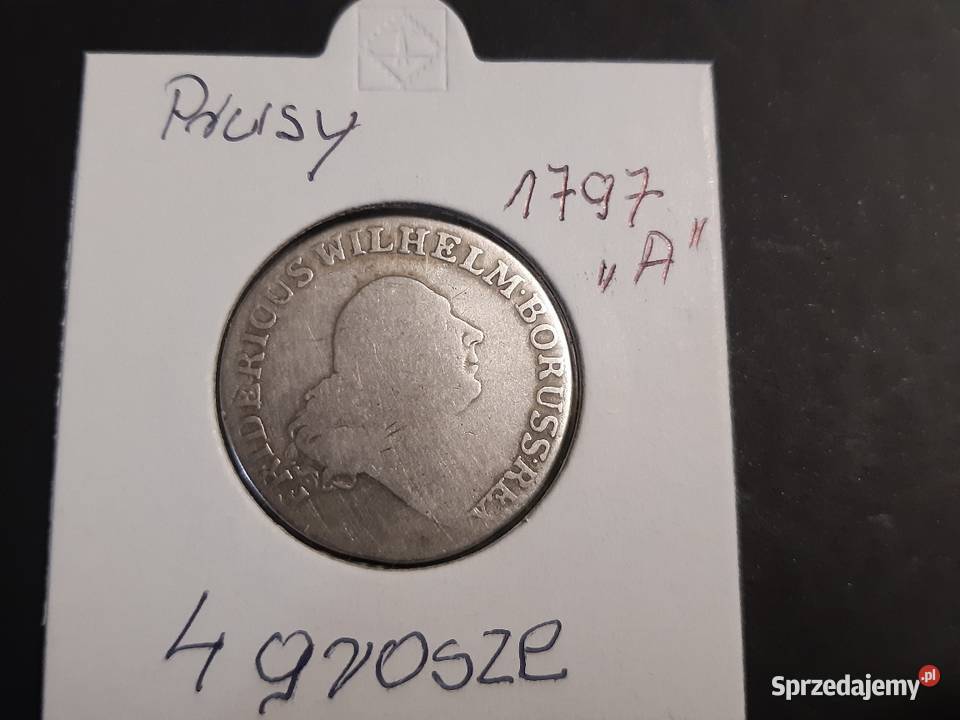 Prusy
1797
„A"
FRIDERICUS WILHELM·BORUSS·REX
4 grosze
Sprzedajemy.pl